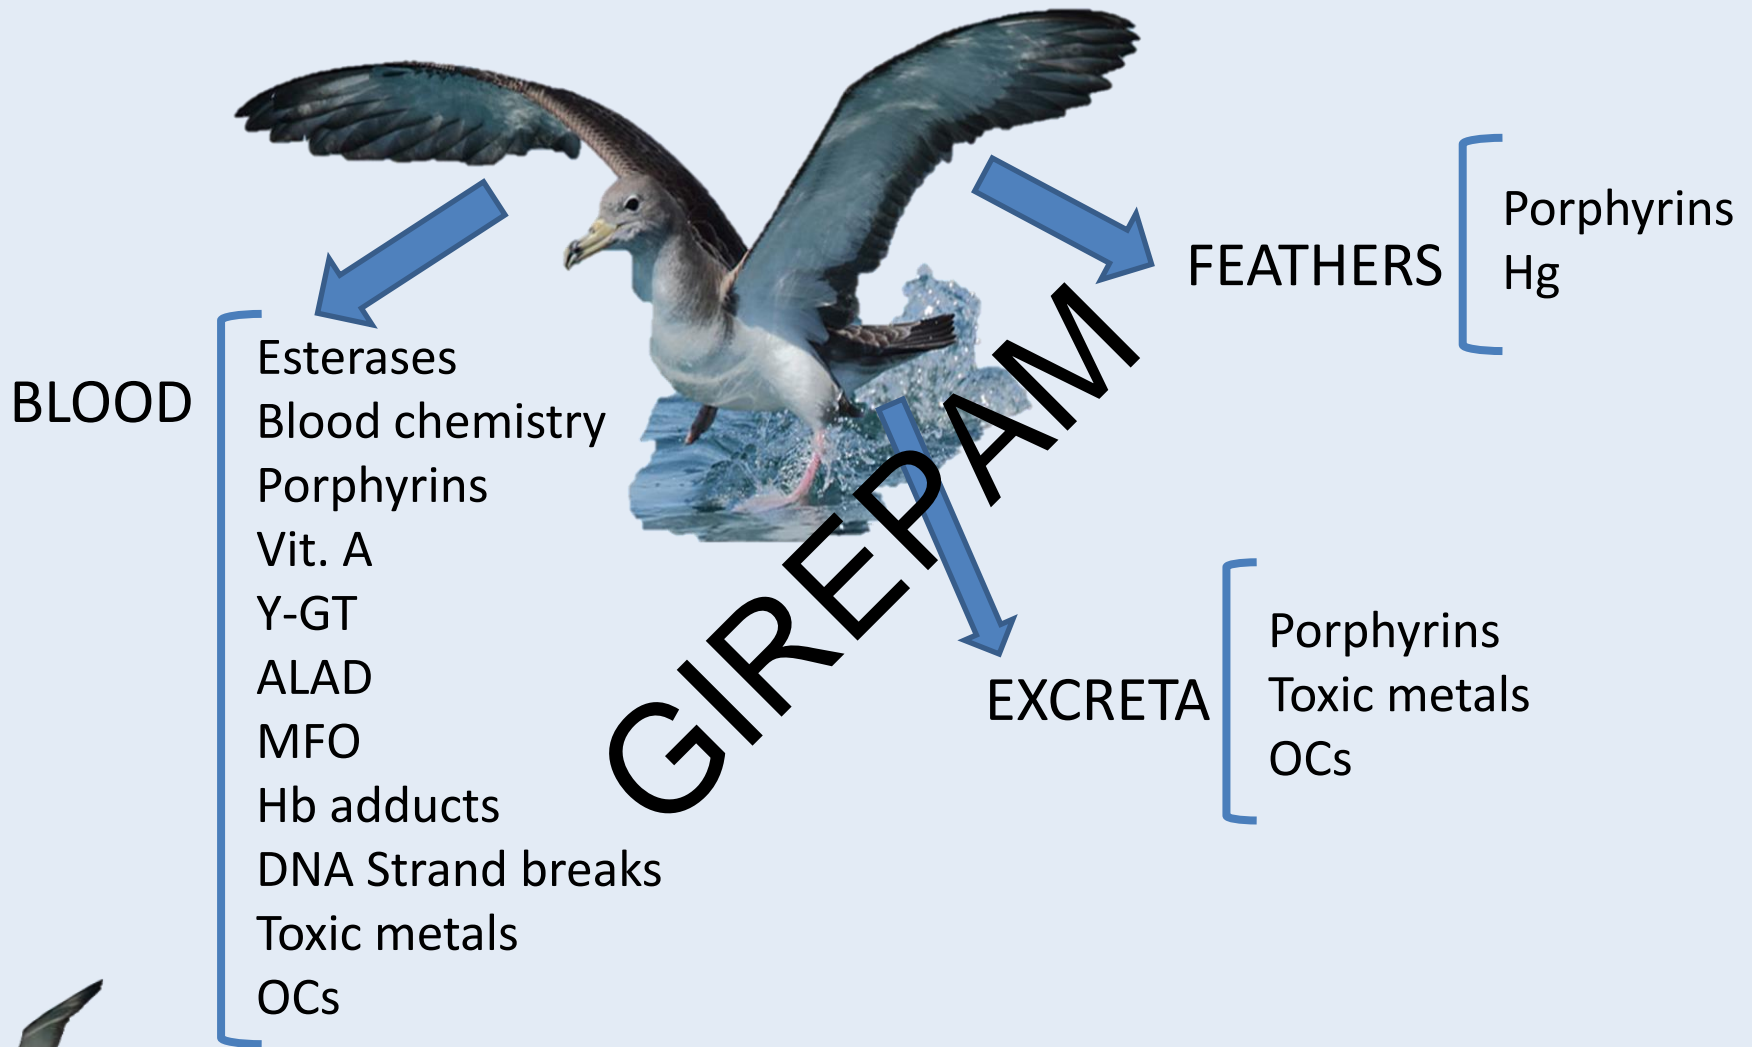 BLOOD
Esterases
Blood chemistry
Porphyrins
Vit. A
Y-GT
ALAD
MFO
Hb adducts
DNA Strand breaks
Toxic metals
OCs
FEATHERS
Porphyrins
Hg
EXCRETA
Porphyrins
Toxic metals
OCs
GIREPAM